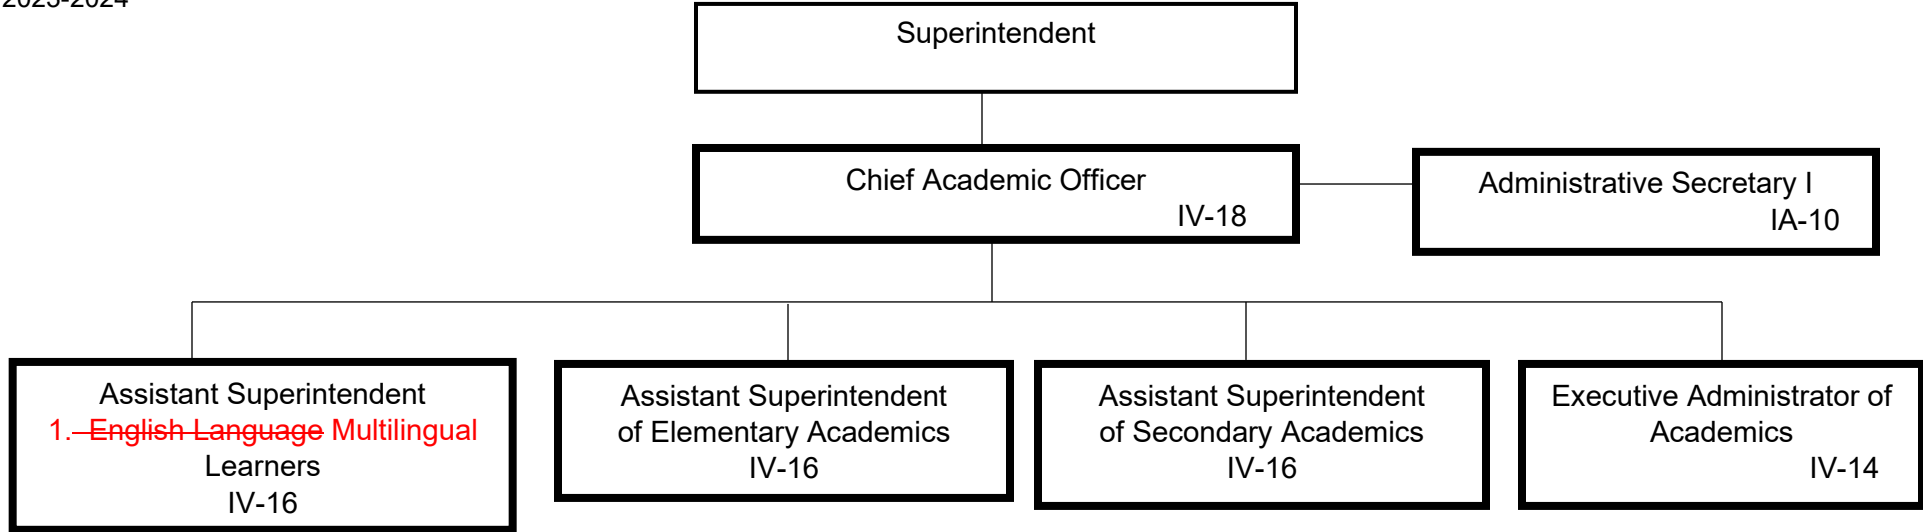 2023-2024
Superintendent
Chief Academic Officer
IV-18
Administrative Secretary I
IA-10
Assistant Superintendent
1. English Language Multilingual
Learners
IV-16
Assistant Superintendent
of Elementary Academics
IV-16
Assistant Superintendent
of Secondary Academics
IV-16
Executive Administrator of
Academics
IV-14